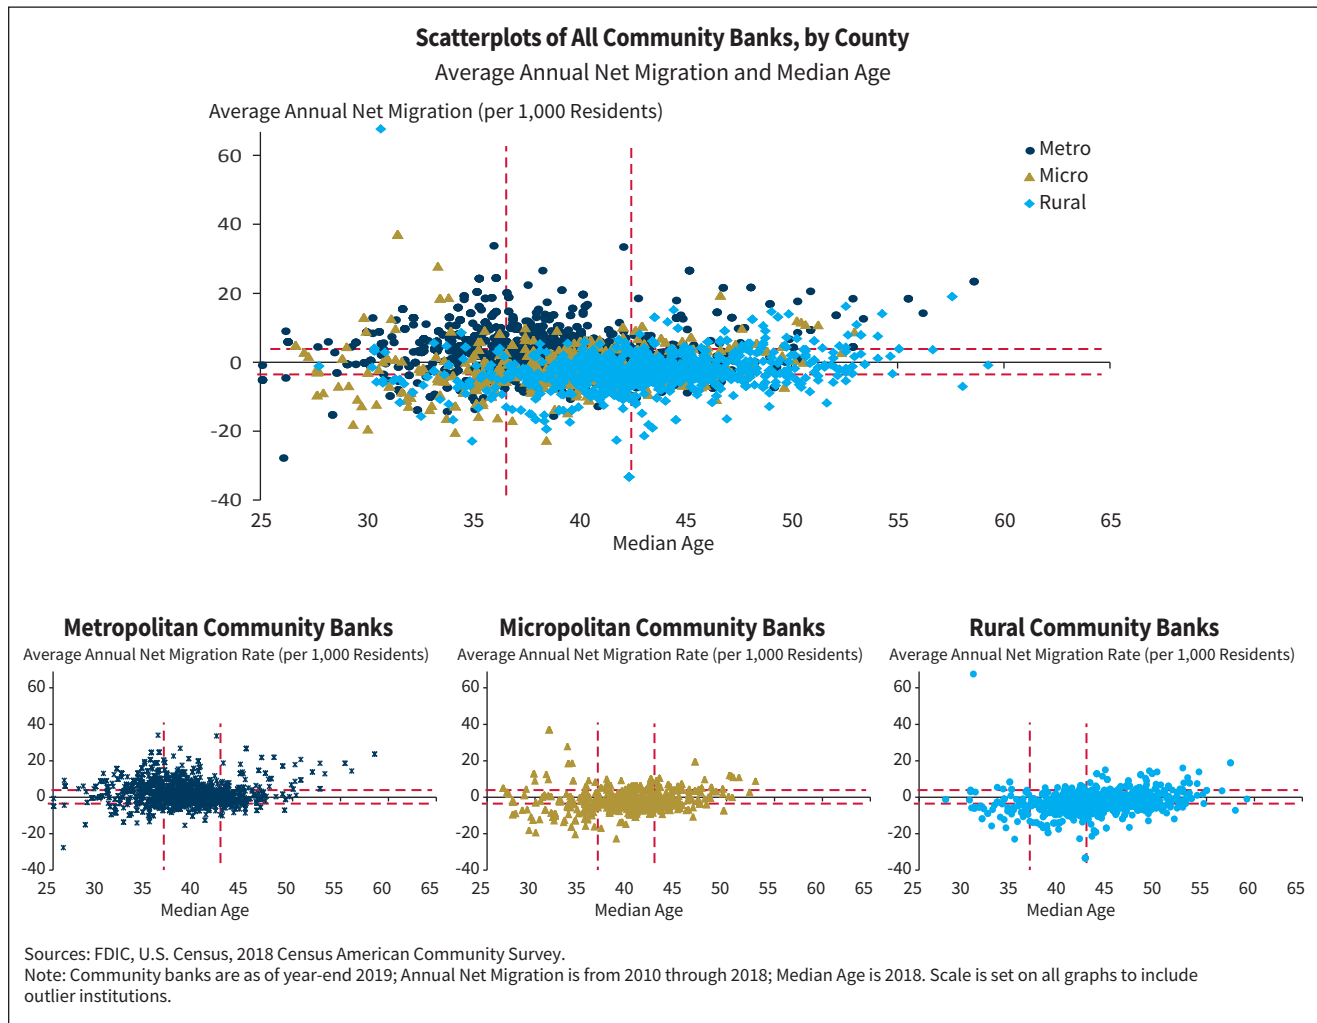 Scatterplots of All Community Banks, by County
Average Annual Net Migration and Median Age
Average Annual Net Migration (per 1,000 Residents)
Metro
Micro
Rural
60
40
20
0
-20
-40
25 30 35 40 45 50 55 60 65
Median Age
Metropolitan Community Banks
Average Annual Net Migration Rate (per 1,000 Residents)
60
40
20
0
-20
-40
25 30 35 40 45 50 55 60 65
Median Age
Micropolitan Community Banks
Average Annual Net Migration Rate (per 1,000 Residents)
60
40
20
0
-20
-40
25 30 35 40 45 50 55 60 65
Median Age
Rural Community Banks
Average Annual Net Migration Rate (per 1,000 Residents)
60
40
20
0
-20
-40
25 30 35 40 45 50 55 60 65
Median Age
Sources: FDIC, U.S. Census, 2018 Census American Community Survey.
Note: Community banks are as of year-end 2019; Annual Net Migration is from 2010 through 2018; Median Age is 2018. Scale is set on all graphs to include
outlier institutions.